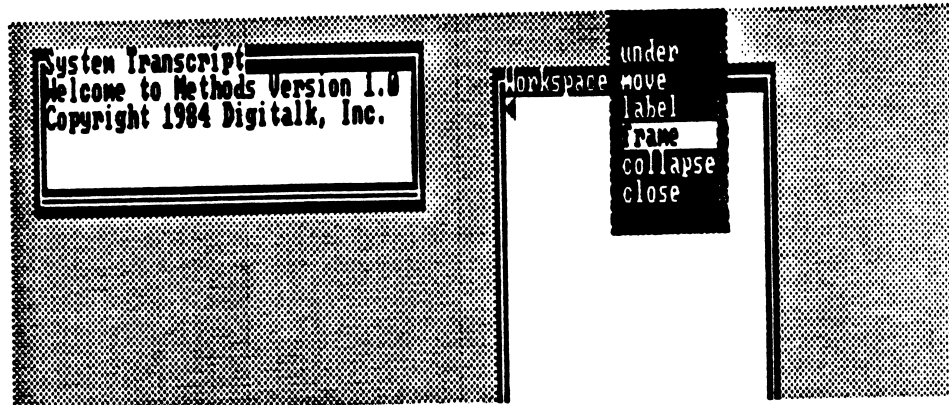 System Transcript
Welcome to Methods Version 1.0
Copyright 1984 Digitalk, Inc.
Workspace
under
move
label
frame
collapse
close